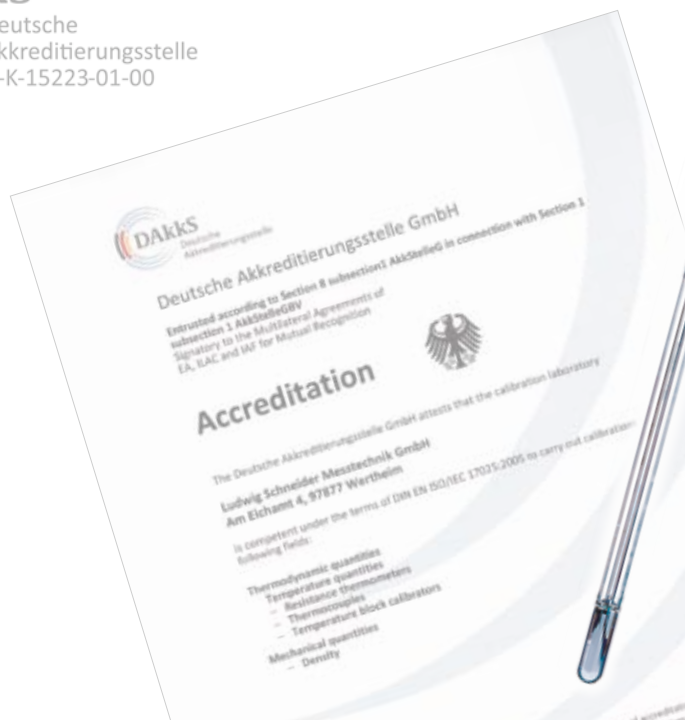 eutsche
kkreditierungsstelle
-K-15223-01-00
DAkkS
Deutsche
Akkreditierungsstelle
Deutsche Akkreditierungsstelle GmbH
Entrusted according to Section 8 subsection1 AkkStelleG in connection with Section 1
subsection 1 AkkStelleGBV
Signatory to the Multilateral Agreements of
EA, ILAC and IAF for Mutual Recognition
Accreditation
The Deutsche Akkreditierungsstelle GmbH attests that the calibration laboratory
Ludwig Schneider Messtechnik GmbH
Am Eichamt 4, 97877 Wertheim
is competent under the terms of DIN EN ISO/IEC 17025:2005 to carry out calibration
following fields:
Thermodynamic quantities
Temperature quantities
– Resistance thermometers
– Thermocouples
– Temperature block calibrators
Mechanical quantities
– Density